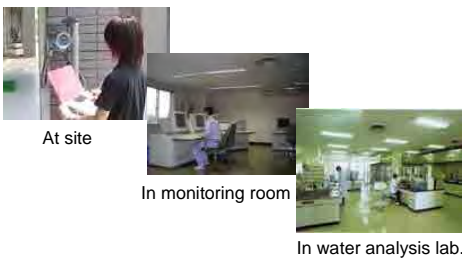 At site
In monitoring room
In water analysis lab.